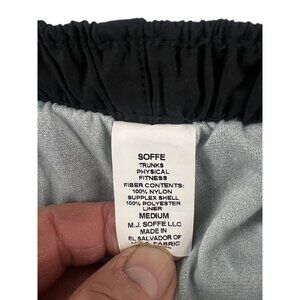 SOFFE
TRUNKS
PHYSICAL
FITNESS
FIBER CONTENTS:
100% NYLON
SUPPLEX SHELL
100% POLYESTER
LINER
MEDIUM
M.J. SOFFE LLC
MADE IN
EL SALVADOR OF
FABRIC